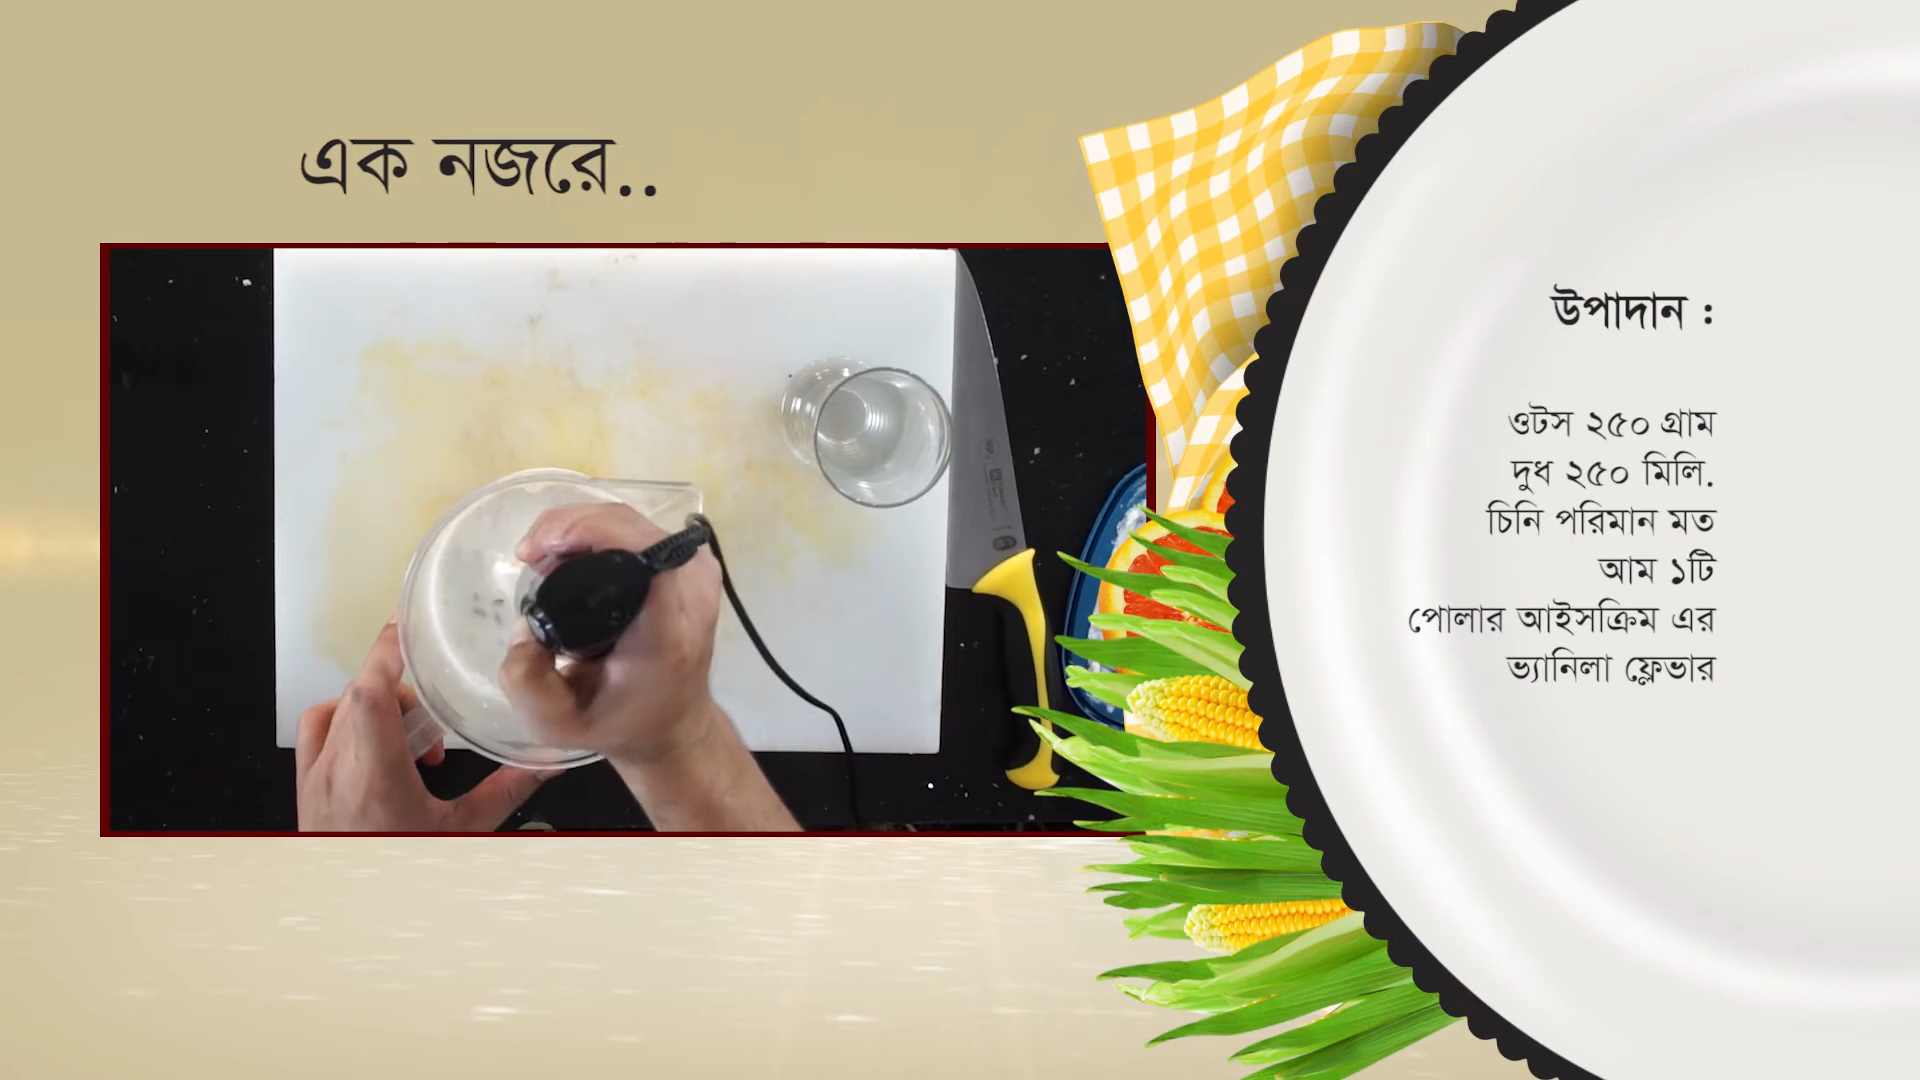 এক নজরে..
উপাদান :
ওটস ২৫০ গ্রাম
দুধ ২৫০ মিলি.
চিনি পরিমান মত
আম ১টি
পোলার আইসক্রিম এর
ভ্যানিলা ফ্লেভার